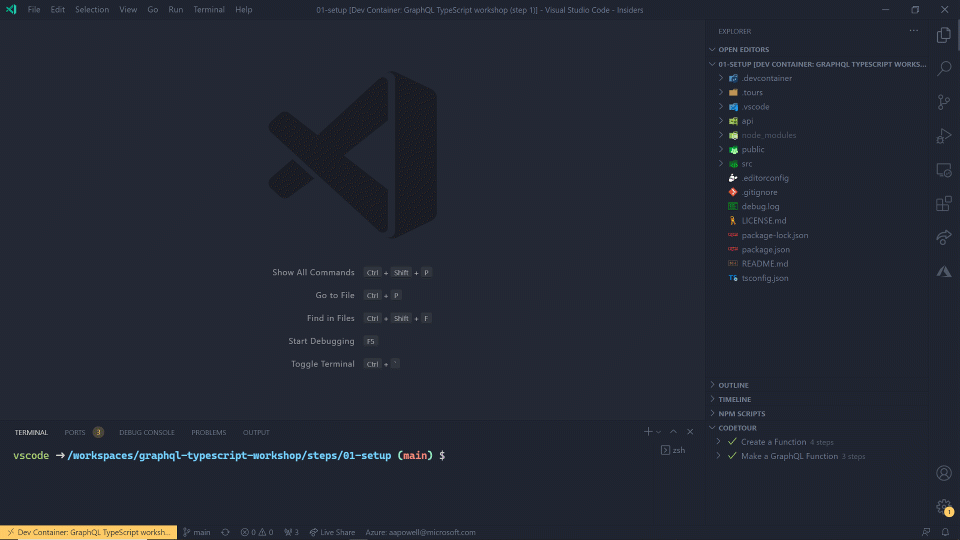 File Edit Selection View Go Run Terminal Help
01-setup [Dev Container: GraphQL TypeScript workshop (step 1)] - Visual Studio Code - Insiders
Show All Commands Ctrl + Shift + P
Go to File Ctrl + P
Find in Files Ctrl + Shift + F
Start Debugging F5
Toggle Terminal Ctrl + `
EXPLORER ...
OPEN EDITORS
01-SETUP [DEV CONTAINER: GRAPHQL TYPESCRIPT WORKS...
.devcontainer
.tours
.vscode
api
node_modules
public
src
.editorconfig
.gitignore
debug.log
LICENSE.md
package-lock.json
package.json
README.md
tsconfig.json
OUTLINE
TIMELINE
NPM SCRIPTS
CODETOUR
Create a Function 4 steps
Make a GraphQL Function 3 steps
TERMINAL PORTS 3 DEBUG CONSOLE PROBLEMS OUTPUT
zsh
vscode ➜/workspaces/graphql-typescript-workshop/steps/01-setup (main) $
1
Dev Container: GraphQL TypeScript worksh... main 0 0 3 Live Share Azure: aapowell@microsoft.com